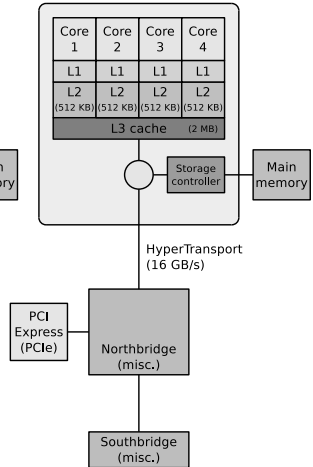 Core Core Core Core
1 2 3 4
L1 L1 L1 L1
L2 L2 L2 L2
(512 KB) (512 KB) (512 KB) (512 KB)
L3 cache (2 MB)
Storage
controller
Main
memory
HyperTransport
(16 GB/s)
PCI
Express
(PCIe)
Northbridge
(misc.)
Southbridge
(misc.)